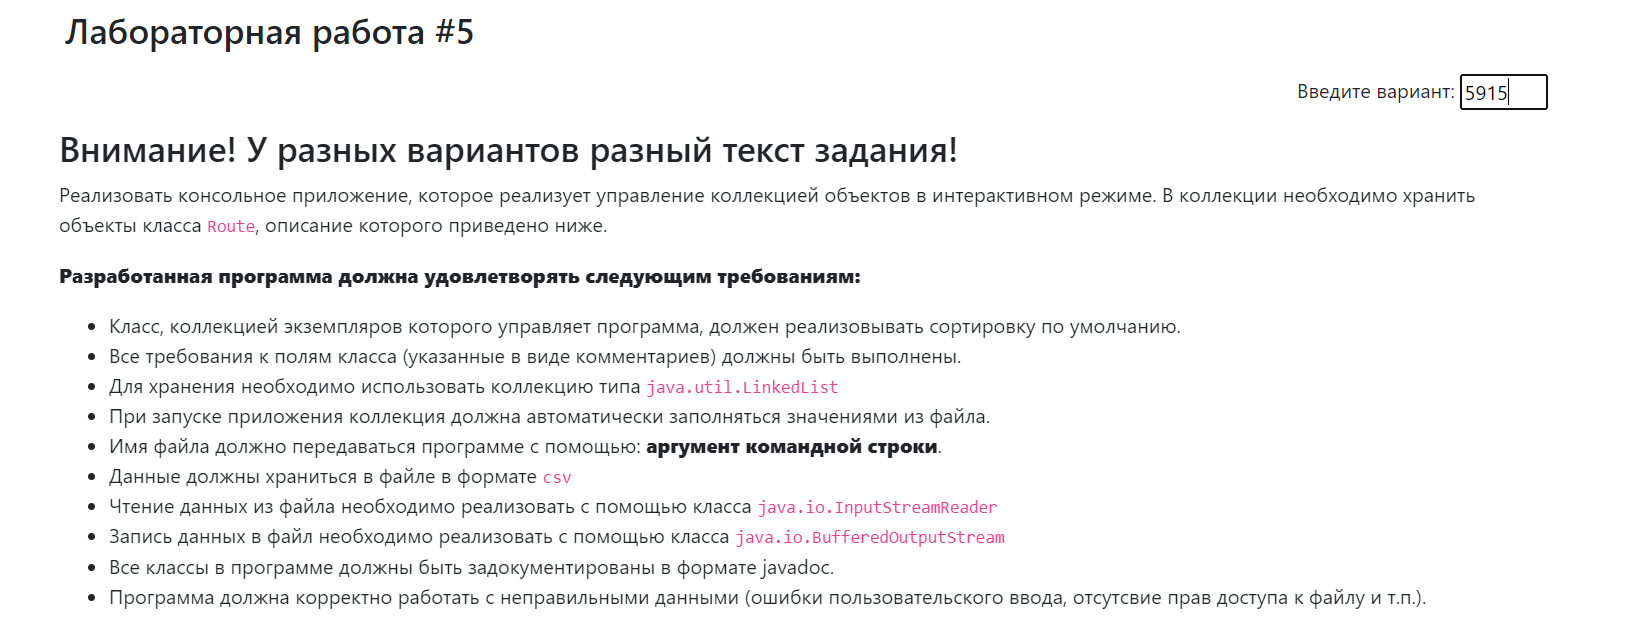 Лабораторная работа #5
Введите вариант: 5915
Внимание! У разных вариантов разный текст задания!
Реализовать консольное приложение, которое реализует управление коллекцией объектов в интерактивном режиме. В коллекции необходимо хранить
объекты класса Route, описание которого приведено ниже.
Разработанная программа должна удовлетворять следующим требованиям:
• Класс, коллекцией экземпляров которого управляет программа, должен реализовывать сортировку по умолчанию.
• Все требования к полям класса (указанные в виде комментариев) должны быть выполнены.
• Для хранения необходимо использовать коллекцию типа java.util.LinkedList
• При запуске приложения коллекция должна автоматически заполняться значениями из файла.
• Имя файла должно передаваться программе с помощью: аргумент командной строки.
• Данные должны храниться в файле в формате csv
• Чтение данных из файла необходимо реализовать с помощью класса java.io.InputStreamReader
• Запись данных в файл необходимо реализовать с помощью класса java.io.BufferedOutputStream
• Все классы в программе должны быть задокументированы в формате javadoc.
• Программа должна корректно работать с неправильными данными (ошибки пользовательского ввода, отсутсвие прав доступа к файлу и т.п.).